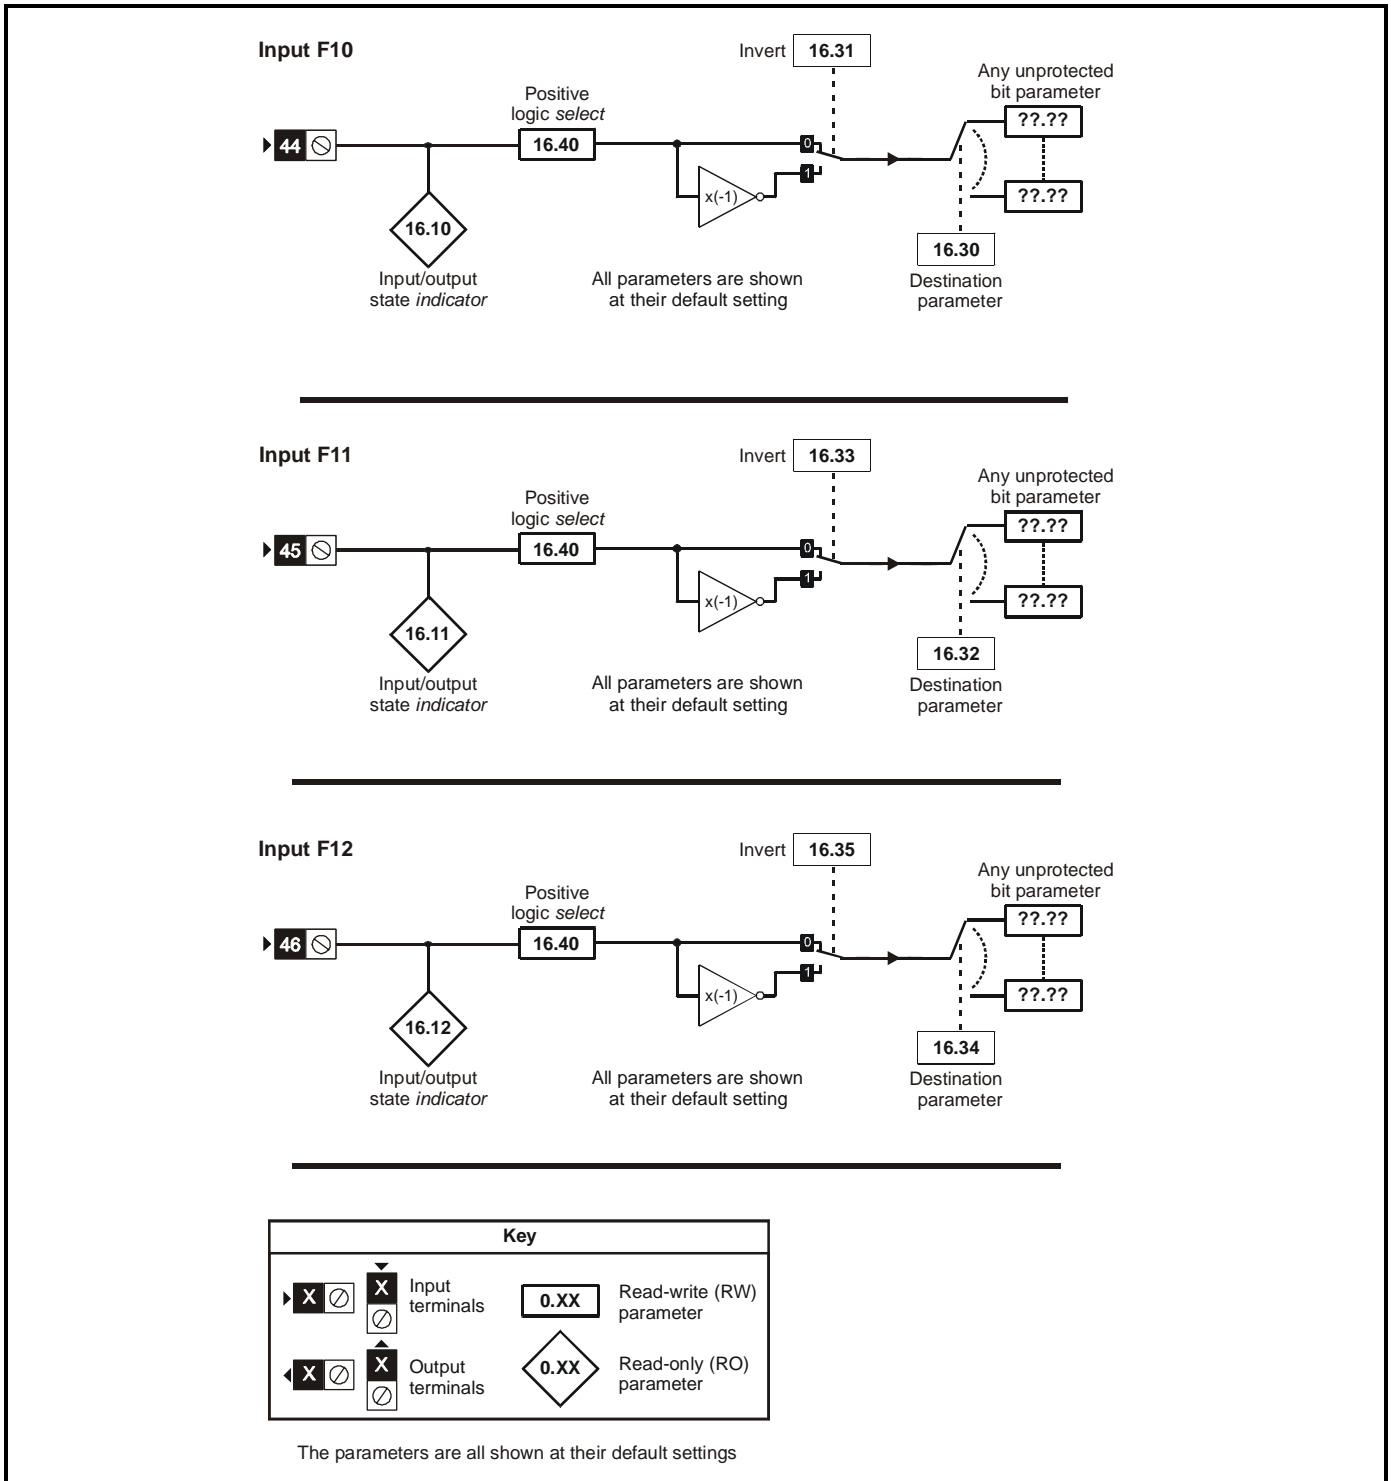 Input F10
Invert 16.31
Any unprotected
bit parameter
Positive
logic select
??.??
44
16.40
0
1
x(-1)
??.??
16.10
16.30
Input/output
state indicator
All parameters are shown
at their default setting
Destination
parameter
Input F11
Invert 16.33
Any unprotected
bit parameter
Positive
logic select
??.??
45
16.40
0
1
x(-1)
??.??
16.11
16.32
Input/output
state indicator
All parameters are shown
at their default setting
Destination
parameter
Input F12
Invert 16.35
Any unprotected
bit parameter
Positive
logic select
??.??
46
16.40
0
1
x(-1)
??.??
16.12
16.34
Input/output
state indicator
All parameters are shown
at their default setting
Destination
parameter
Key
X
X
Input
terminals
0.XX
Read-write (RW)
parameter
X
X
Output
terminals
0.XX
Read-only (RO)
parameter
The parameters are all shown at their default settings